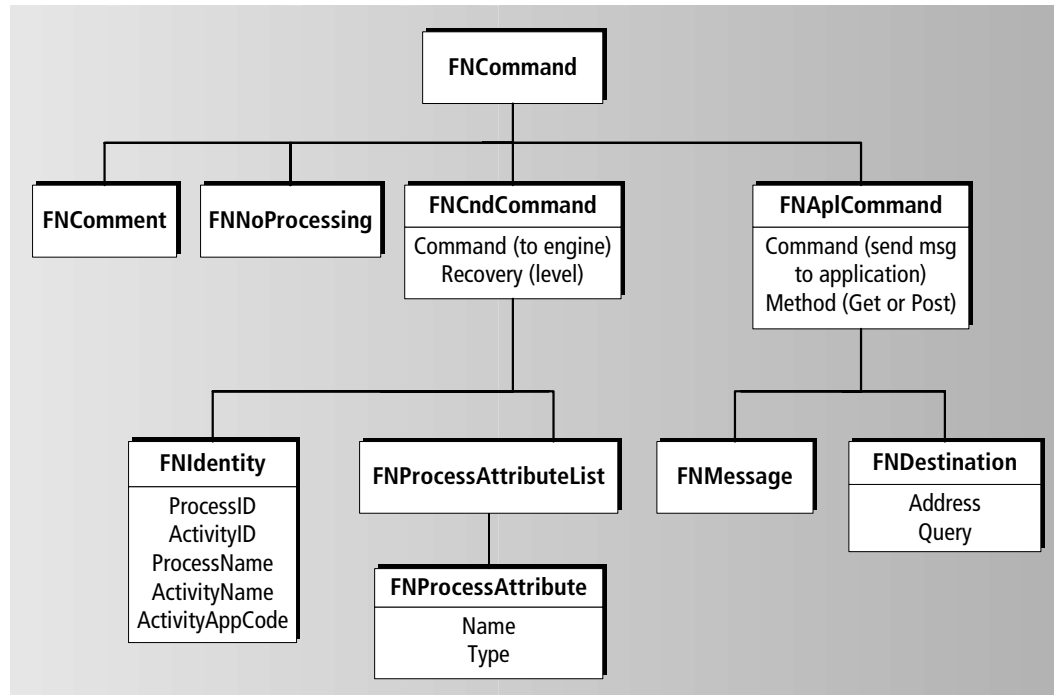 FNCommand
FNComment
FNNoProcessing
FNCndCommand
Command (to engine)
Recovery (level)
FNAplCommand
Command (send msg
to application)
Method (Get or Post)
FNIdentity
ProcessID
ActivityID
ProcessName
ActivityName
ActivityAppCode
FNProcessAttributeList
FNProcessAttribute
Name
Type
FNMessage
FNDestination
Address
Query